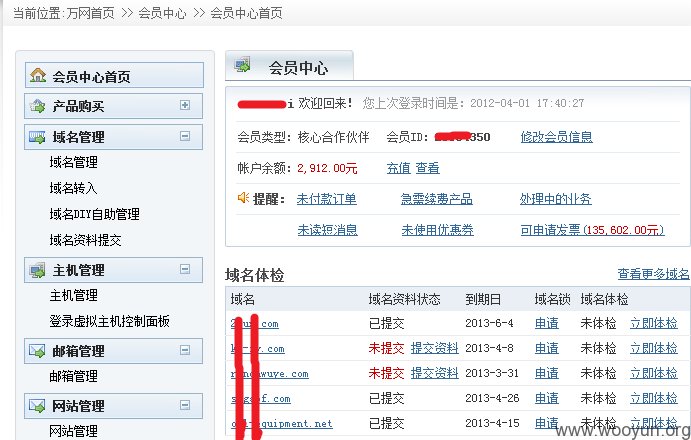 当前位置:万网首页 >> 会员中心 >> 会员中心首页
会员中心首页
产品购买
域名管理
域名管理
域名转入
域名DIY自助管理
域名资料提交
主机管理
主机管理
登录虚拟主机控制面板
邮箱管理
邮箱管理
网站管理
网站管理
会员中心
i 欢迎回来! 您上次登录时间是: 2012-04-01 17:40:27
会员类型: 核心合作伙伴 会员ID: 350 修改会员信息
帐户余额: 2,912.00元 充值 查看
提醒: 未付款订单 急需续费产品 处理中的业务
未读短消息 未使用优惠券 可申请发票(135,602.00元)
域名体检 查看更多域名
域名 域名资料状态 到期日 域名锁 域名体检
.com 已提交 2013-6-4 申请 未体检 立即体检
.com 未提交 提交资料 2013-4-8 申请 未体检 立即体检
wuye.com 未提交 提交资料 2013-3-31 申请 未体检 立即体检
.com 已提交 2013-4-26 申请 未体检 立即体检
equipment.net 已提交 2013-4-15 申请 未体检 立即体检
www.wooyun.org